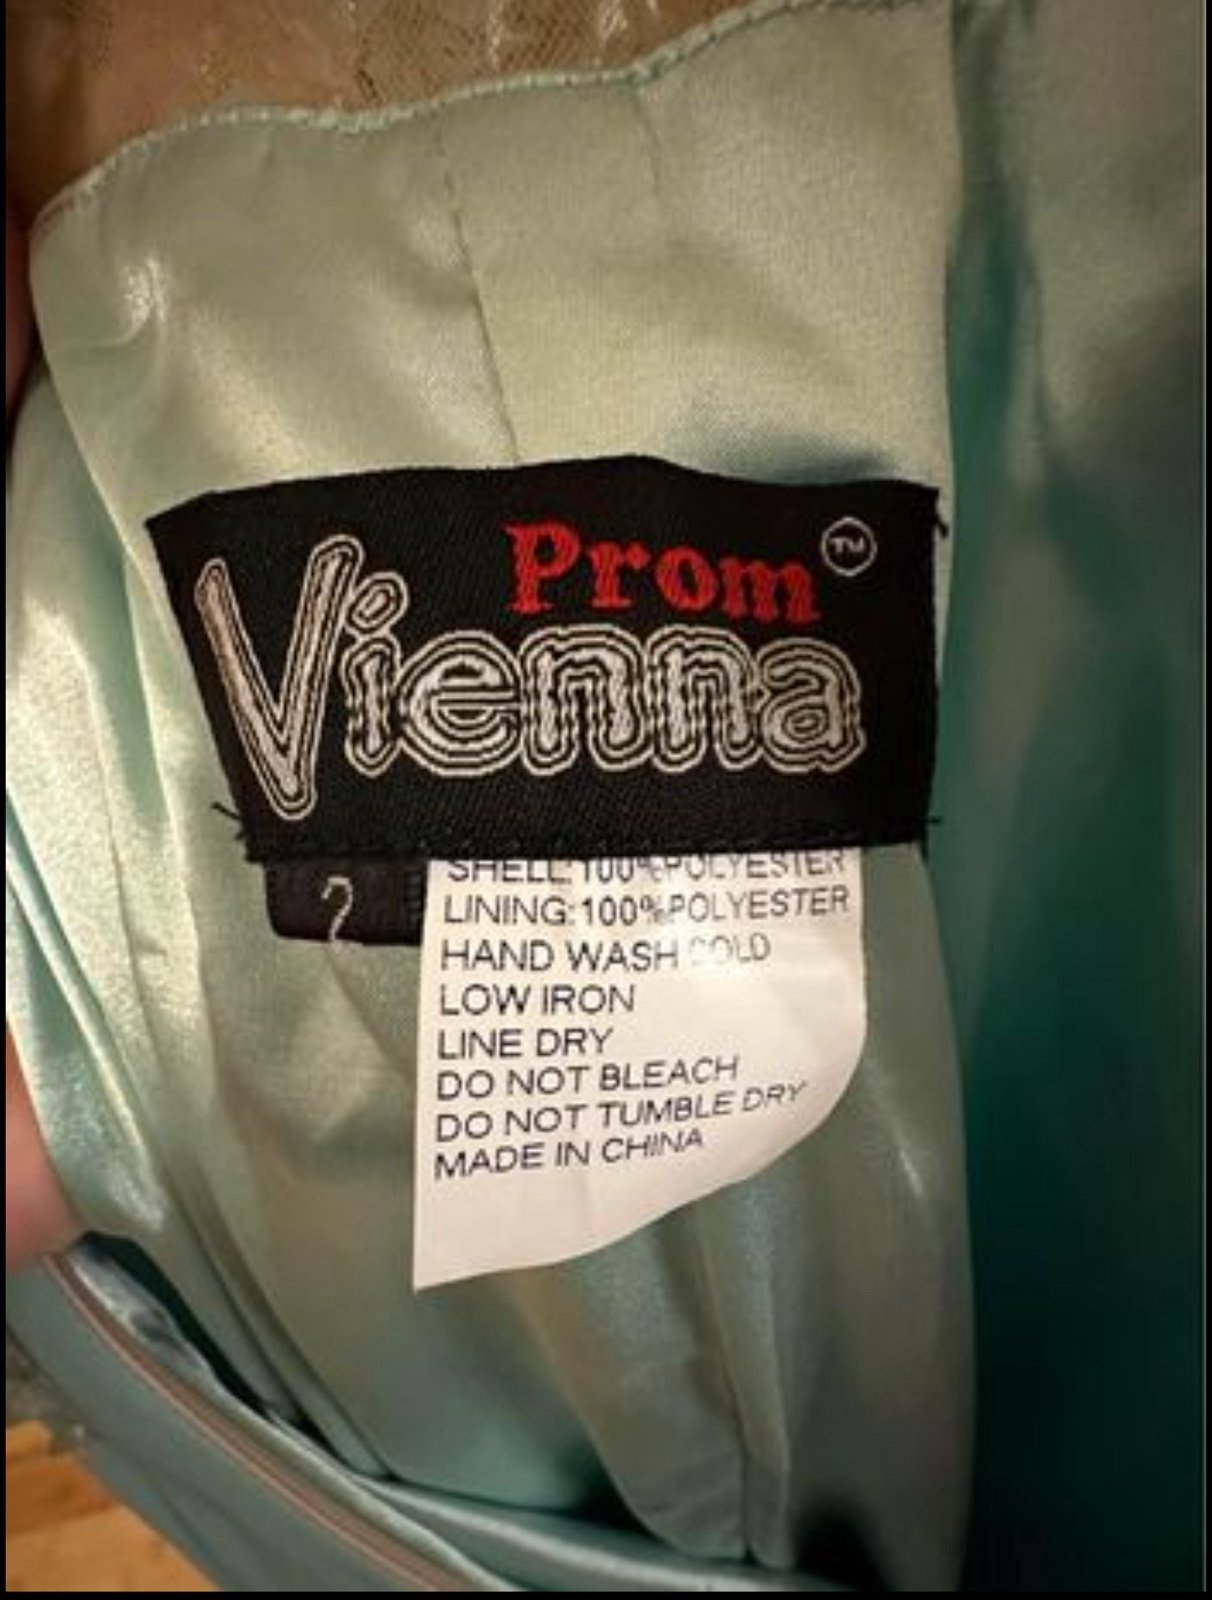 Prom™
Vienna
2
SHELL:100%POLYESTER
LINING:100%POLYESTER
HAND WASH COLD
LOW IRON
LINE DRY
DO NOT BLEACH
DO NOT TUMBLE DRY
MADE IN CHINA